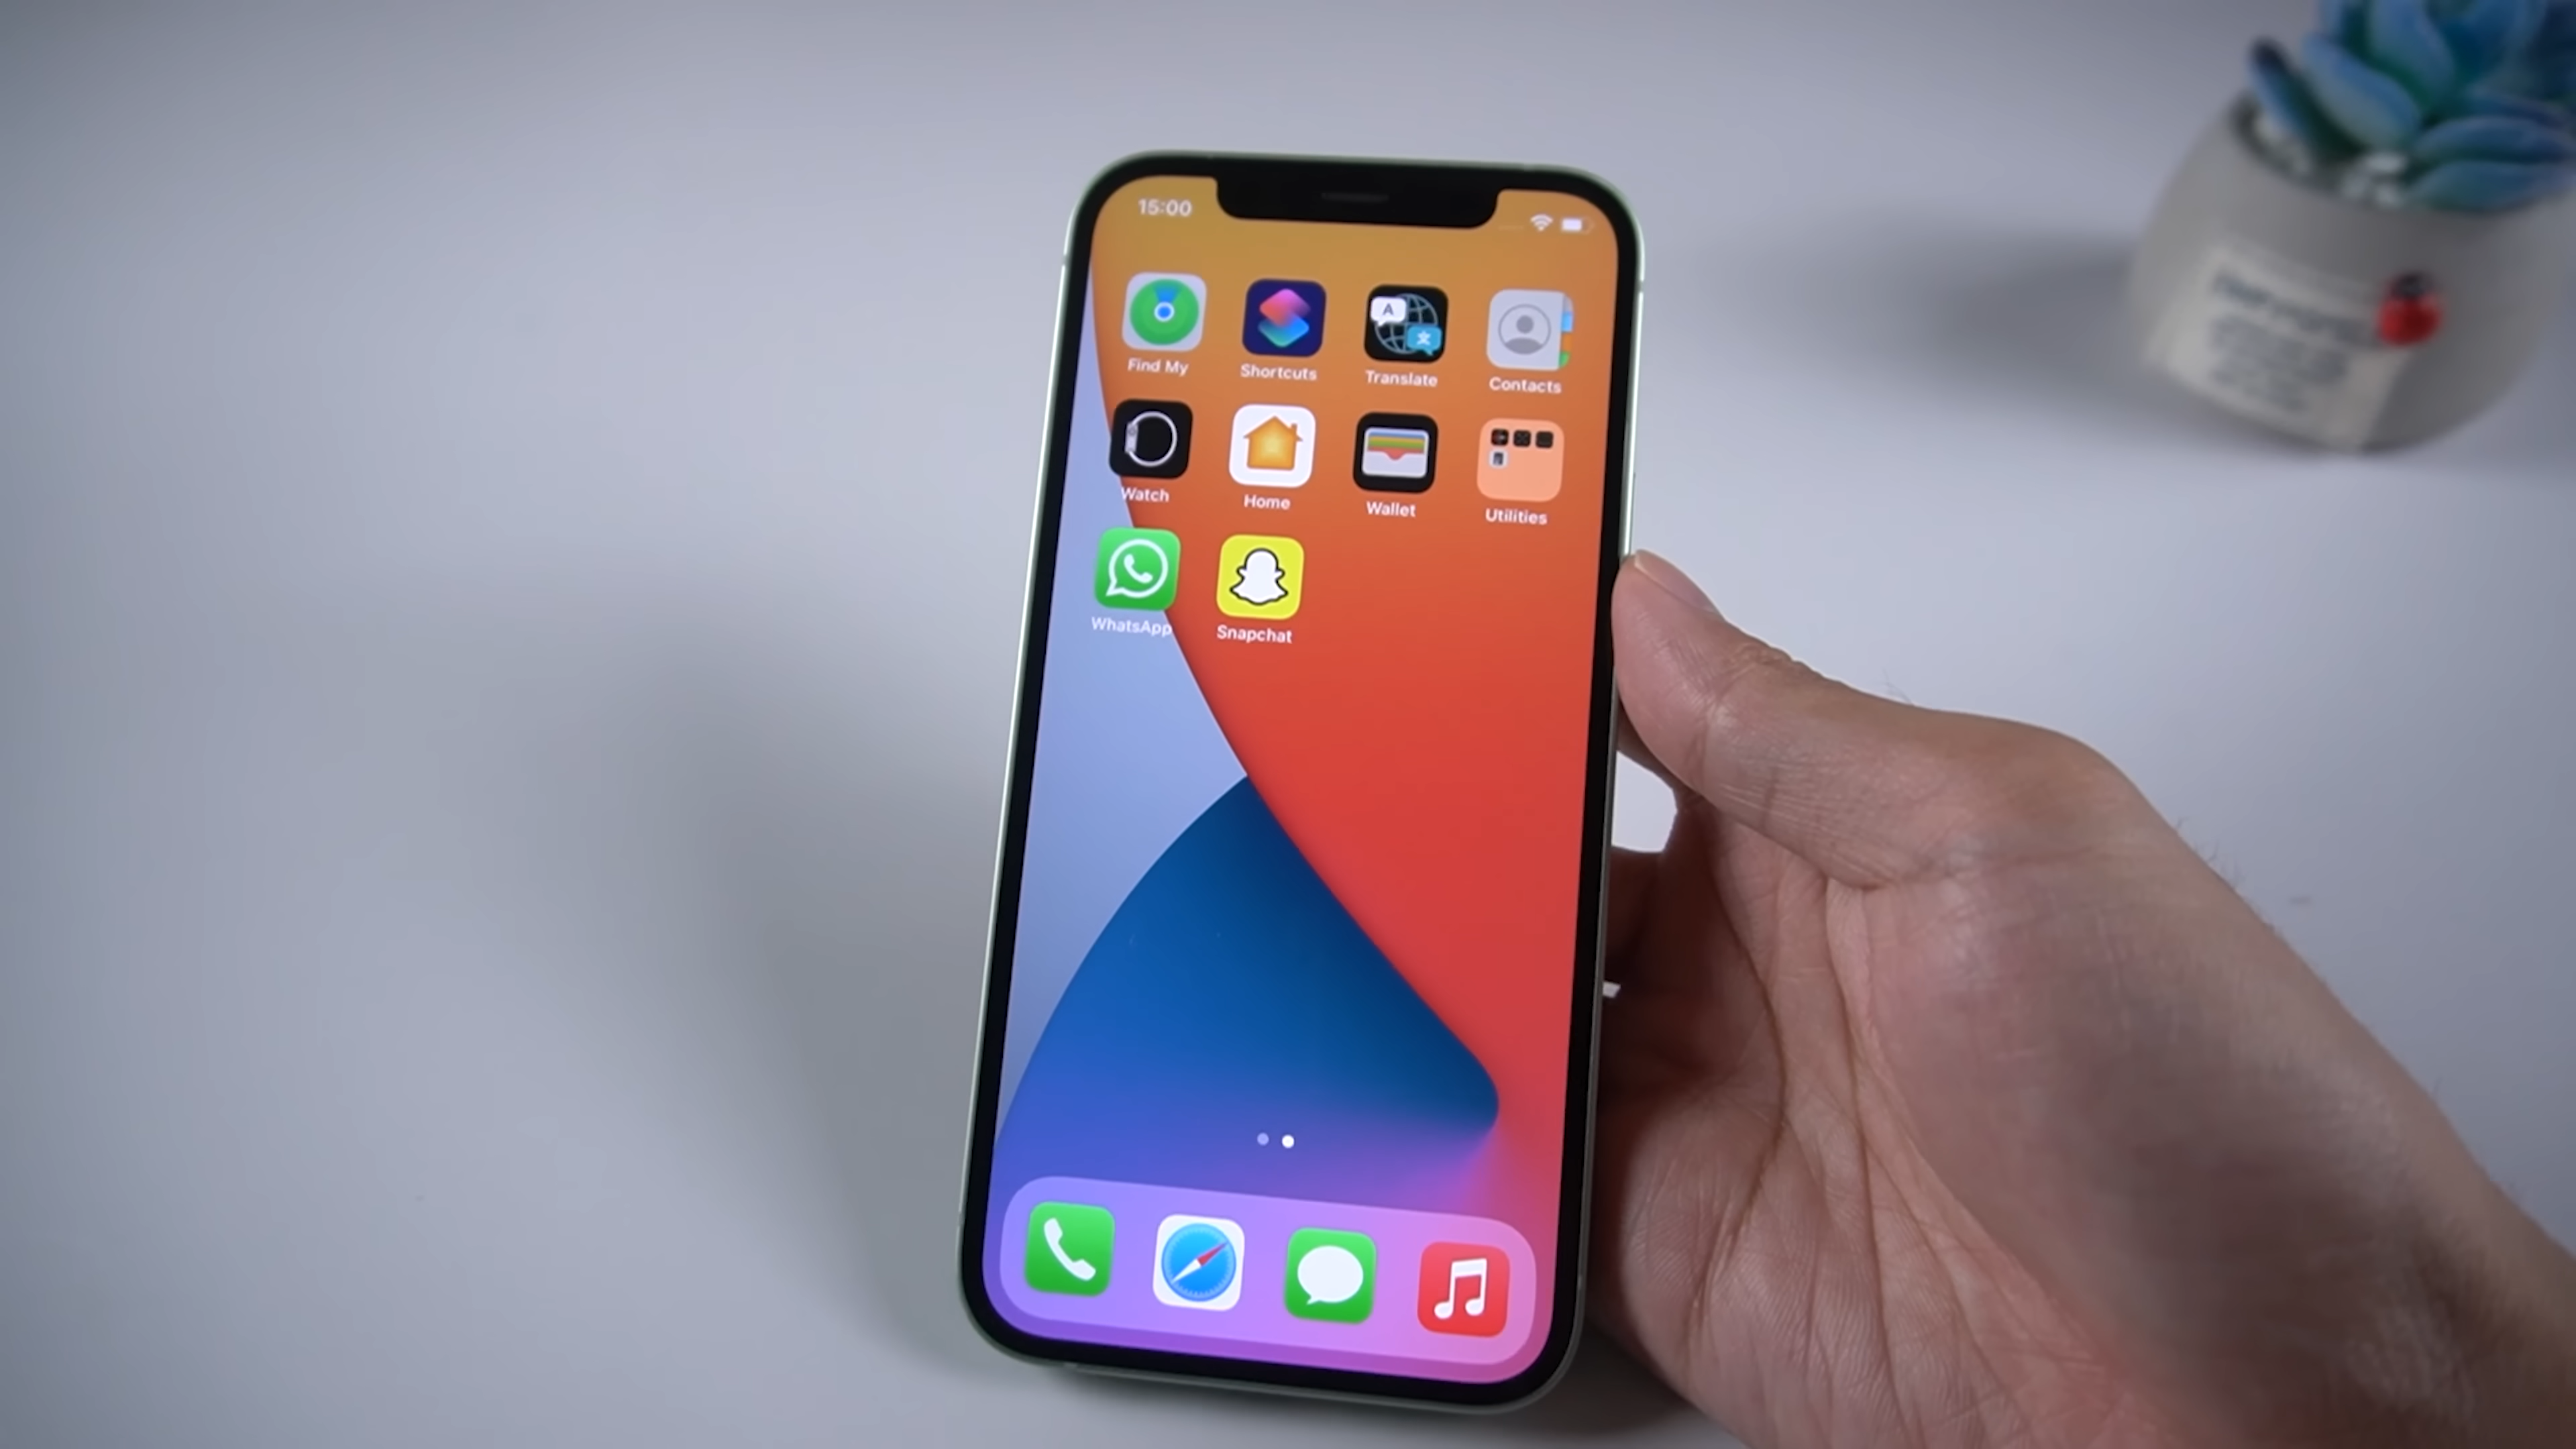 15:00
Find My
Shortcuts
Translate
Contacts
Watch
Home
Wallet
Utilities
WhatsApp
Snapchat